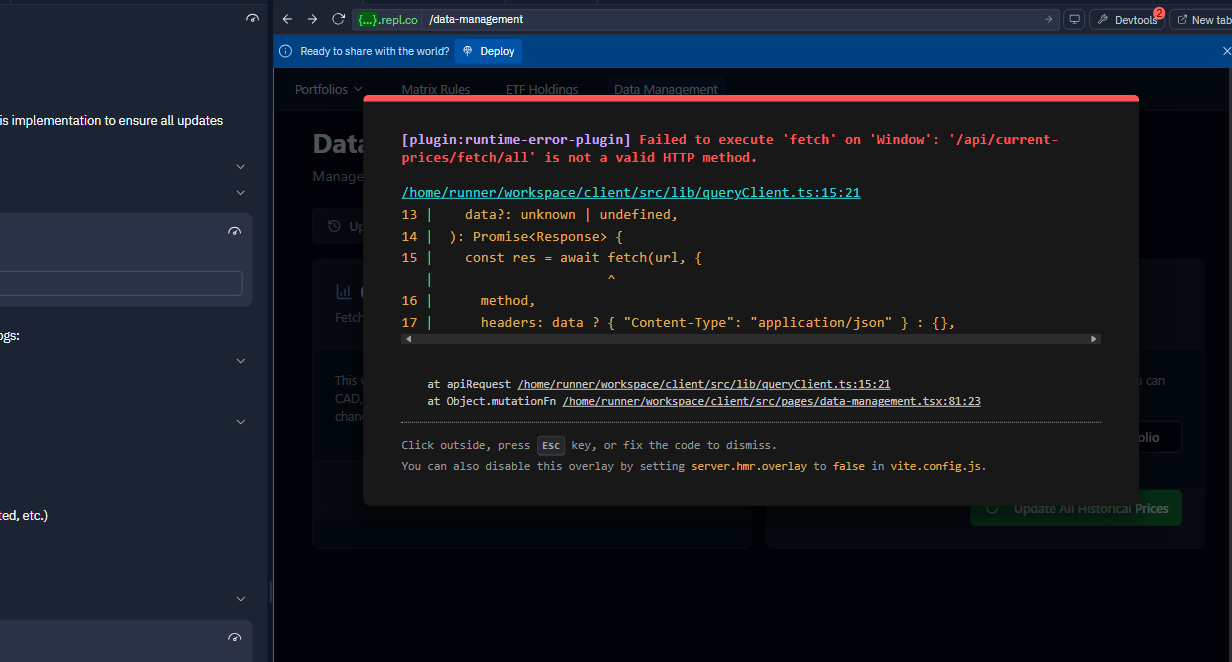 {...}.repl.co /data-management
Devtools 2
New tab
Ready to share with the world? Deploy
Portfolios Matrix Rules ETF Holdings Data Management
is implementation to ensure all updates
ogs:
ted, etc.)
Data
Manage
Up
Fetch
This
CAD,
chan
u can
olio
Update All Historical Prices
[plugin:runtime-error-plugin] Failed to execute 'fetch' on 'Window': '/api/current-
prices/fetch/all' is not a valid HTTP method.
/home/runner/workspace/client/src/lib/queryClient.ts:15:21
13 | data?: unknown | undefined,
14 | ): Promise<Response> {
15 | const res = await fetch(url, {
| ^
16 | method,
17 | headers: data ? { "Content-Type": "application/json" } : {},
at apiRequest /home/runner/workspace/client/src/lib/queryClient.ts:15:21
at Object.mutationFn /home/runner/workspace/client/src/pages/data-management.tsx:81:23
Click outside, press Esc key, or fix the code to dismiss.
You can also disable this overlay by setting server.hmr.overlay to false in vite.config.js.